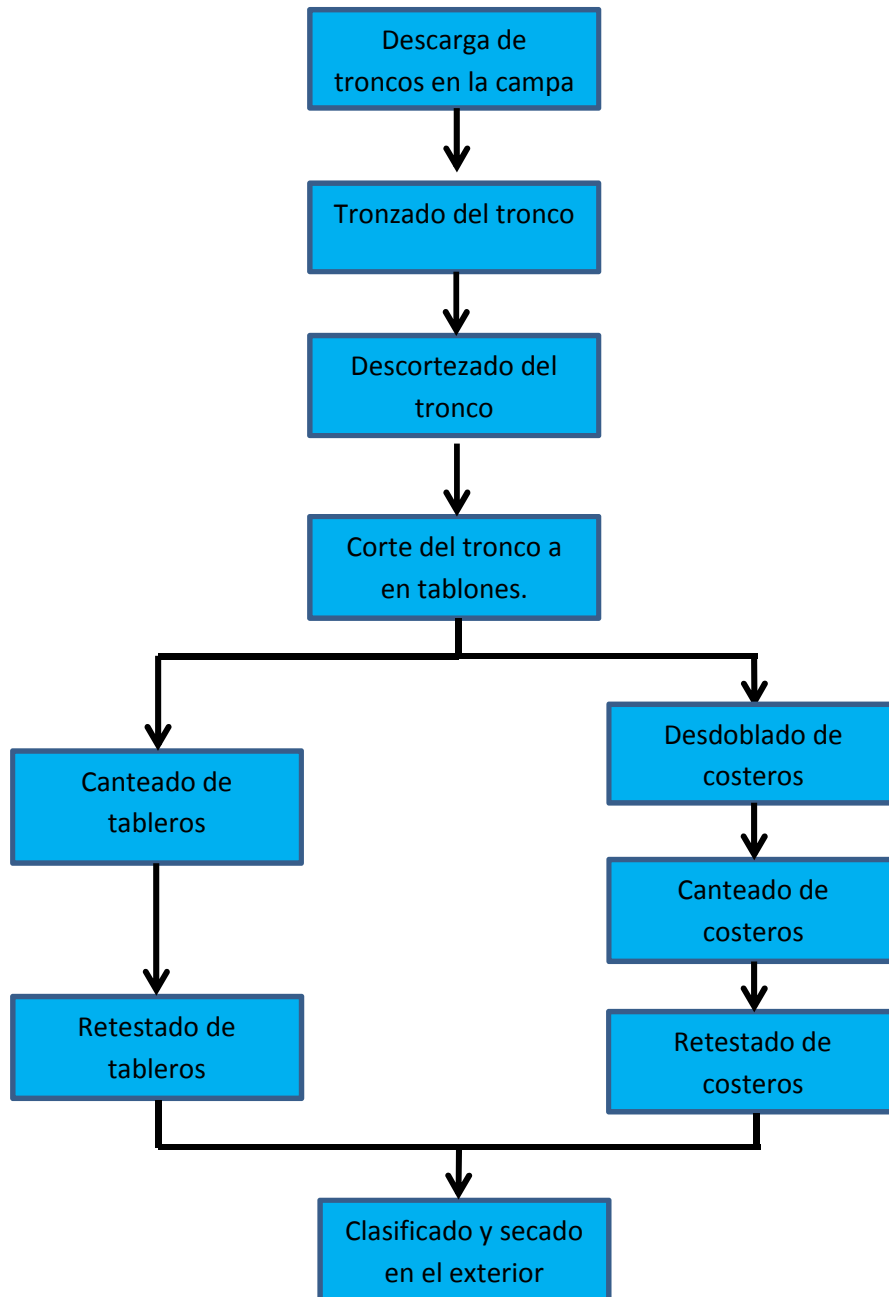 Descarga de
troncos en la campa
Tronzado del tronco
Descortezado del
tronco
Corte del tronco a
en tablones.
Canteado de
tableros
Retestado de
tableros
Desdoblado de
costeros
Canteado de
costeros
Retestado de
costeros
Clasificado y secado
en el exterior